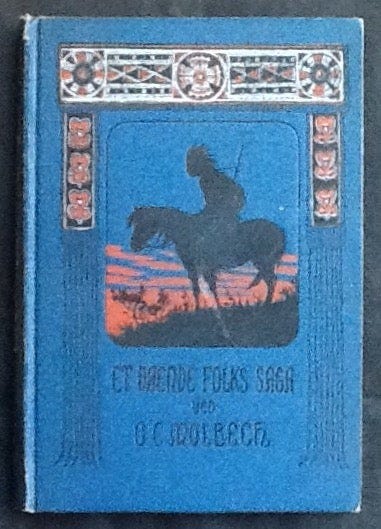 ET DØENDE FOLKS SAGA
VED
O.C. MOLBECH